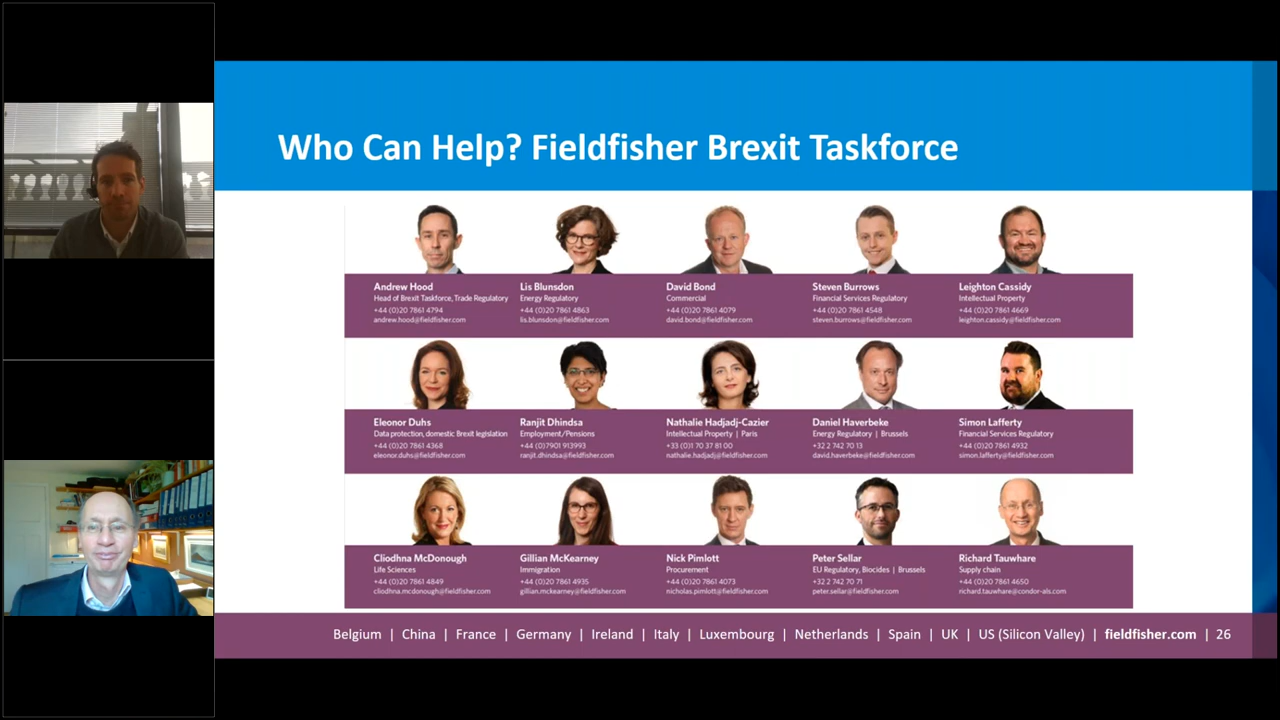 Who Can Help? Fieldfisher Brexit Taskforce
Andrew Hood
Head of Brexit Taskforce, Trade Regulatory
+44 (0)20 7861 4794
andrew.hood@fieldfisher.com
Lis Blunsdon
Energy Regulatory
+44 (0)20 7861 4863
lis.blunsdon@fieldfisher.com
David Bond
Commercial
+44 (0)20 7861 4079
david.bond@fieldfisher.com
Steven Burrows
Financial Services Regulatory
+44 (0)20 7861 4548
steven.burrows@fieldfisher.com
Leighton Cassidy
Intellectual Property
+44 (0)20 7861 4669
leighton.cassidy@fieldfisher.com
Eleonor Duhs
Data protection, domestic Brexit legislation
+44 (0)20 7861 4368
eleonor.duhs@fieldfisher.com
Ranjit Dhindsa
Employment/Pensions
+44 (0)7901 913993
ranjit.dhindsa@fieldfisher.com
Nathalie Hadjadj-Cazier
Intellectual Property | Paris
+33 (0)1 70 37 81 00
nathalie.hadjadj@fieldfisher.com
Daniel Haverbeke
Energy Regulatory | Brussels
+32 2 742 70 13
david.haverbeke@fieldfisher.com
Simon Lafferty
Financial Services Regulatory
+44 (0)20 7861 4932
simon.lafferty@fieldfisher.com
Cliodhna McDonough
Life Sciences
+44 (0)20 7861 4849
cliodhna.mcdonough@fieldfisher.com
Gillian McKearney
Immigration
+44 (0)20 7861 4935
gillian.mckearney@fieldfisher.com
Nick Pimlott
Procurement
+44 (0)20 7861 4073
nicholas.pimlott@fieldfisher.com
Peter Sellar
EU Regulatory, Biocides | Brussels
+32 2 742 70 71
peter.sellar@fieldfisher.com
Richard Tauwhare
Supply chain
+44 (0)20 7861 4650
richard.tauwhare@condor-als.com
Belgium | China | France | Germany | Ireland | Italy | Luxembourg | Netherlands | Spain | UK | US (Silicon Valley) | fieldfisher.com | 26